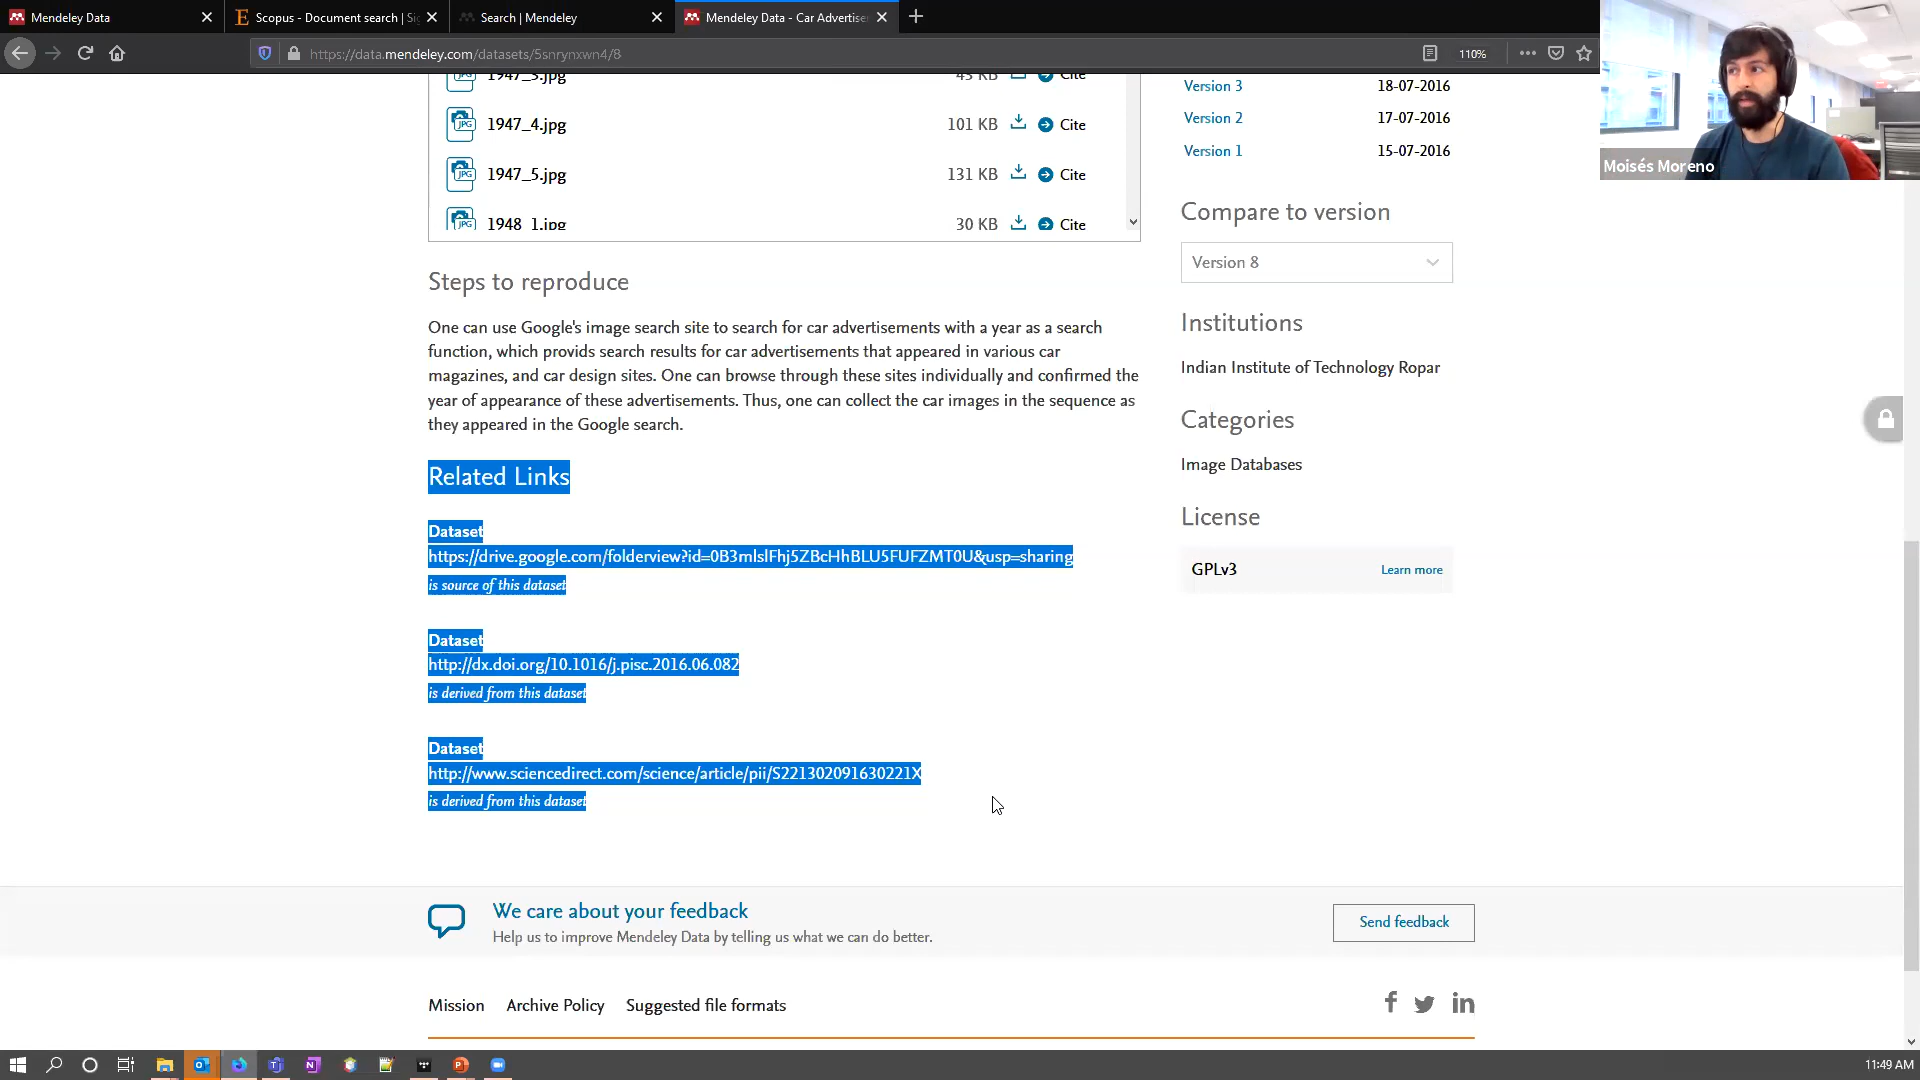 Mendeley Data
Scopus - Document search |
Search | Mendeley
Mendeley Data - Car Advertise
https://data.mendeley.com/datasets/5snrynxwn4/8
110%
Moisés Moreno
1947_3.jpg 43 KB Cite
1947_4.jpg 101 KB Cite
1947_5.jpg 131 KB Cite
1948_1.jpg 30 KB Cite
Steps to reproduce
One can use Google's image search site to search for car advertisements with a year as a search
function, which provids search results for car advertisements that appeared in various car
magazines, and car design sites. One can browse through these sites individually and confirmed the
year of appearance of these advertisements. Thus, one can collect the car images in the sequence as
they appeared in the Google search.
Related Links
Dataset
https://drive.google.com/folderview?id=0B3mlslFhj5ZBcHhBLU5FUFZMT0U&usp=sharing
is source of this dataset
Dataset
http://dx.doi.org/10.1016/j.pisc.2016.06.082
is derived from this dataset
Dataset
http://www.sciencedirect.com/science/article/pii/S221302091630221X
is derived from this dataset
Version 3 18-07-2016
Version 2 17-07-2016
Version 1 15-07-2016
Compare to version
Version 8
Institutions
Indian Institute of Technology Ropar
Categories
Image Databases
License
GPLv3 Learn more
We care about your feedback
Help us to improve Mendeley Data by telling us what we can do better.
Send feedback
Mission Archive Policy Suggested file formats
11:49 AM